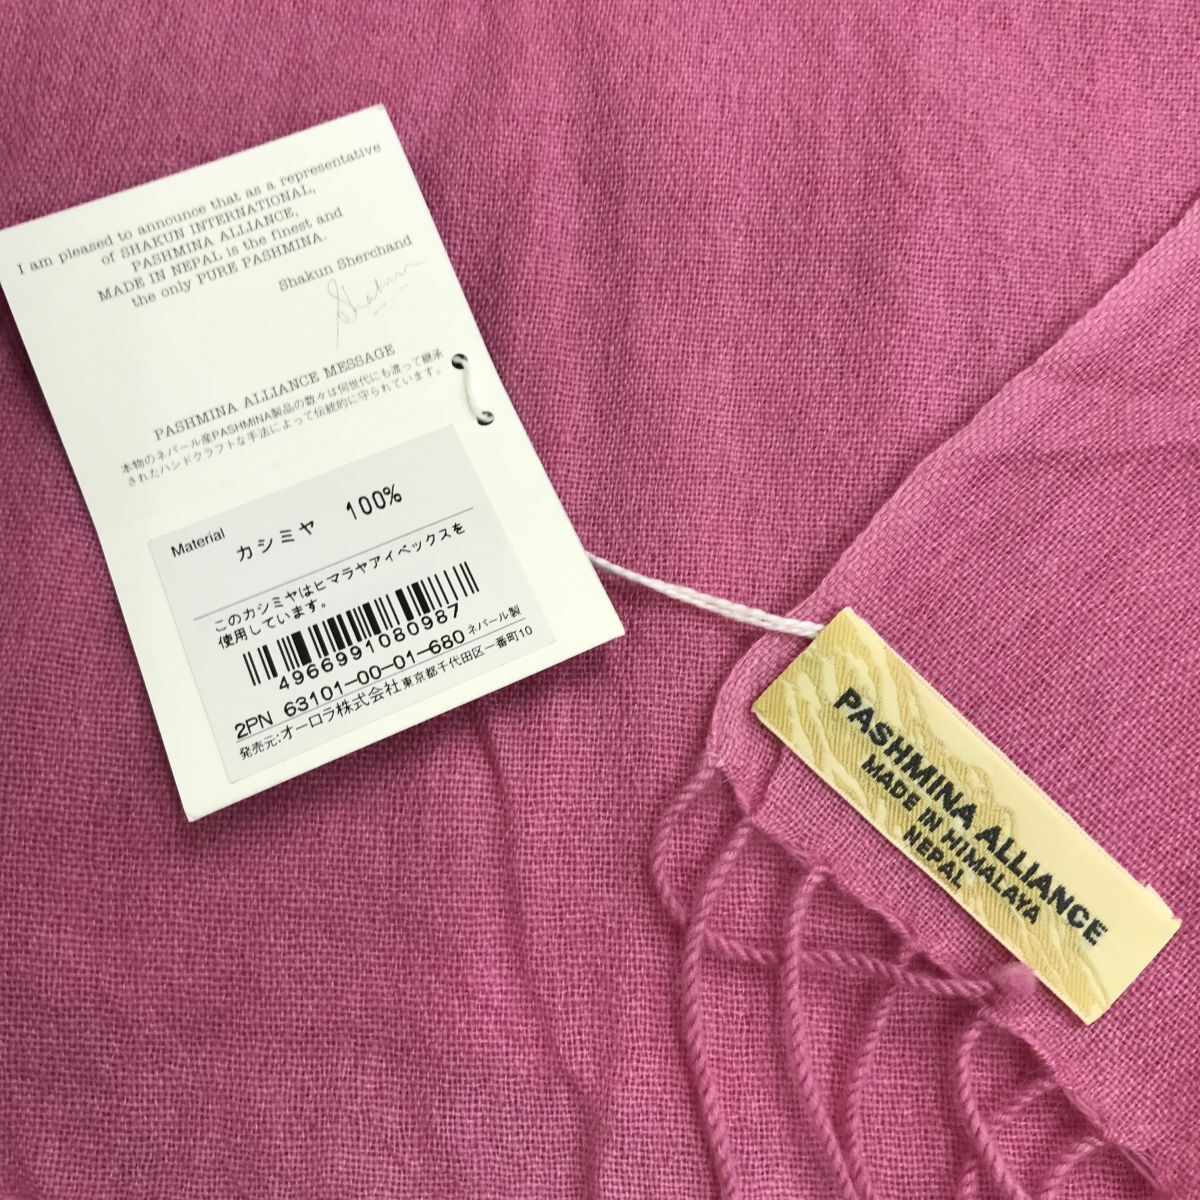 I am pleased to announce that as a representative
of SHAKUN INTERNATIONAL,
PASHMINA ALLIANCE,
MADE IN NEPAL is the finest and
the only PURE PASHMINA.
Shakun Sherchand
Shakun
PASHMINA ALLIANCE MESSAGE
本物のネパール産PASHMINA製品の数々は何世代にも渡って継承
されたハンドクラフトな手法によって伝統的に守られています。
Material カシミヤ 100%
このカシミヤはヒマラヤアイベックスを
使用しています。
4966991080987
2PN 63101-00-01-680 ネパール製
発売元:オーロラ株式会社 東京都千代田区一番町10
PASHMINA ALLIANCE
MADE IN HIMALAYA
NEPAL